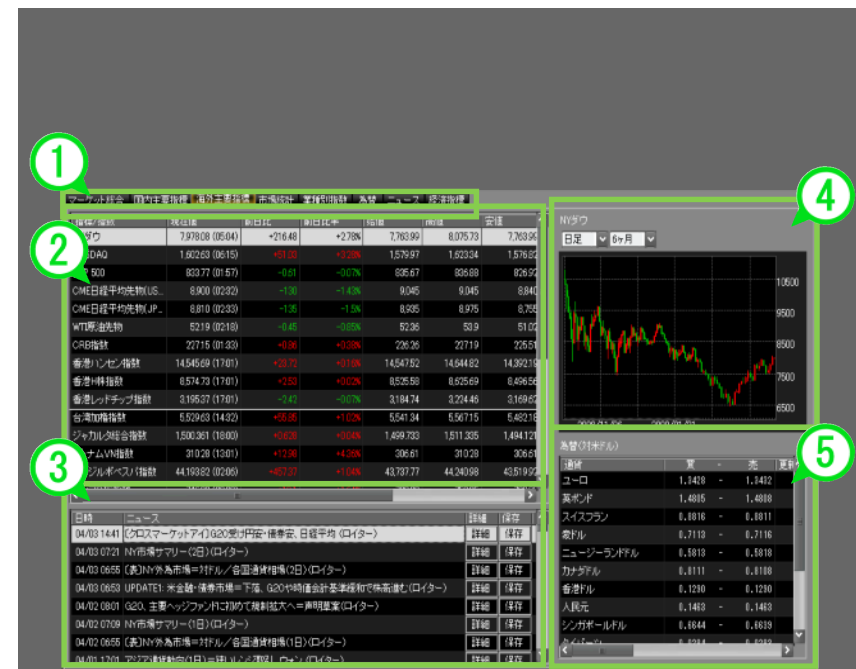 1
マーケット総合 国内主要指標 海外主要指標 市場統計 業種別指数 為替 ニュース 経済指標
指標/指数 現在値 前日比 前日比率 始値 高値 安値
ダウ 7,978.08 (05:04) +216.48 +2.78% 7,763.99 8,075.73 7,763.99
2
DAQ 1,602.63 (06:15) 1,579.97 1,623.34 1,576.82
500 833.77 (01:57) -0.61 -0.07% 835.67 836.88 826.92
CME日経平均先物(US... 8,900 (02:32) -130 -1.43% 9,045 9,045 8,840
CME日経平均先物(JP... 8,810 (02:33) -135 -1.5% 8,935 8,975 8,755
WTI原油先物 52.19 (02:18) -0.45 -0.85% 52.36 53.9 51.02
CRB指数 227.15 (01:33) +0.86 +0.38% 226.26 227.19 225.51
香港ハンセン指数 14,545.69 (17:01) +23.72 +0.16% 14,547.52 14,644.82 14,392.19
香港H株指数 8,574.73 (17:01) +2.53 +0.02% 8,525.58 8,625.69 8,496.56
香港レッドチップ指数 3,195.37 (17:01) -2.42 -0.07% 3,184.74 3,224.46 3,169.62
台湾加権指数 5,529.63 (14:32) +55.85 +1.02% 5,541.34 5,567.15 5,482.18
ジャカルタ総合指数 1,500.361 (18:00) +0.04% 1,499.733 1,511.335 1,494.121
ナムVN指数 310.28 (13:01) +12.98 +4.36% 306.61 310.28 306.61
3
ジルボベスパ指数 44,193.82 (02:06) +457.37 +1.04% 43,737.77 44,240.98 43,519.92
日時 ニュース 詳細 保存
04/03 14:41 〔クロスマーケットアイ〕G20受け円安・債券安、日経平均 (ロイター) 詳細 保存
04/03 07:21 NY市場サマリー(2日)(ロイター) 詳細 保存
04/03 06:55 〔表〕NY外為市場=対ドル/各国通貨相場(2日)(ロイター) 詳細 保存
04/03 06:53 UPDATE1: 米金融・債券市場=下落、G20や時価会計基準緩和で株高進む(ロイター) 詳細 保存
04/02 08:01 G20、主要ヘッジファンドに初めて規制拡大へ=声明草案(ロイター) 詳細 保存
04/02 07:09 NY市場サマリー(1日)(ロイター) 詳細 保存
04/02 06:55 〔表〕NY外為市場=対ドル/各国通貨相場(1日)(ロイター) 詳細 保存
04/01 17:01 アジア通貨動向(1日)
4
NYダウ
日足 6ヶ月
10500
9500
8500
7500
6500
為替(対米ドル)
5
通貨 買 - 売 更新
ユーロ 1.3428 - 1.3432
英ポンド 1.4805 - 1.4808
スイスフラン 0.8816 - 0.8811
豪ドル 0.7113 - 0.7116
ニュージーランドドル 0.5813 - 0.5818
カナダドル 0.8111 - 0.8108
香港ドル 0.1290 - 0.1290
人民元 0.1463 - 0.1463
シンガポールドル 0.6644 - 0.6639